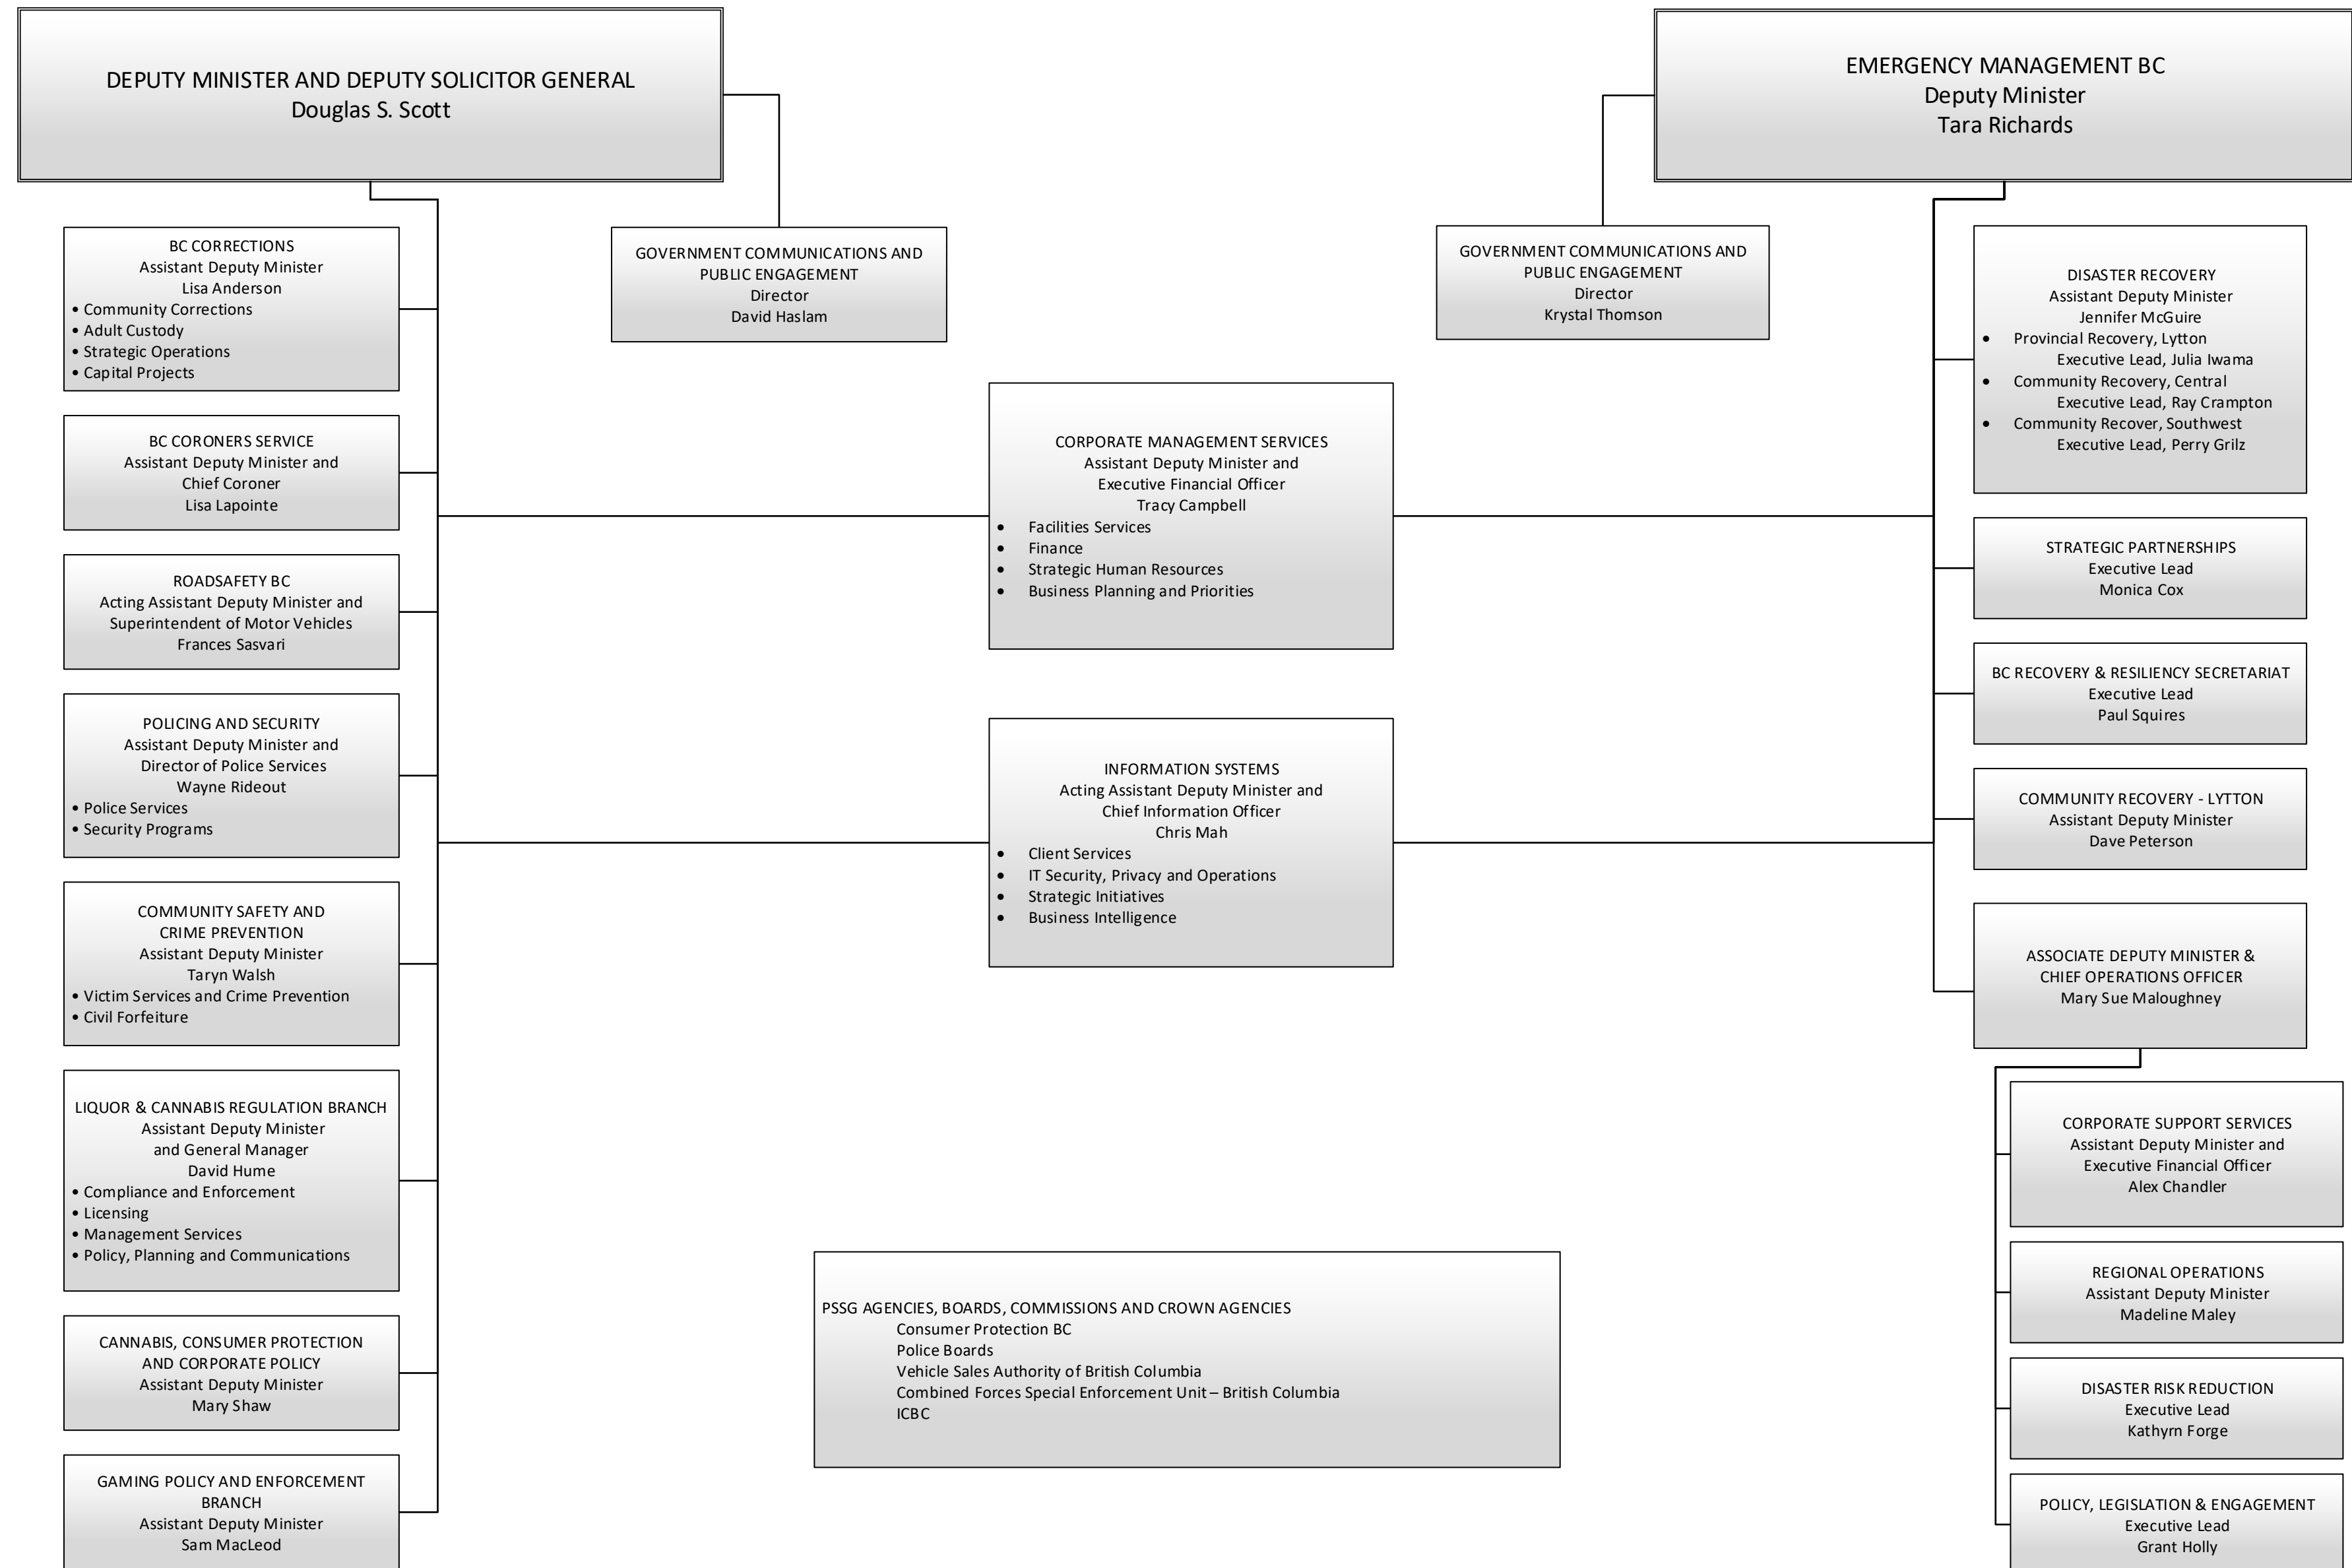 DEPUTY MINISTER AND DEPUTY SOLICITOR GENERAL
Douglas S. Scott
EMERGENCY MANAGEMENT BC
Deputy Minister
Tara Richards
BC CORRECTIONS
Assistant Deputy Minister
Lisa Anderson
• Community Corrections
• Adult Custody
• Strategic Operations
• Capital Projects
BC CORONERS SERVICE
Assistant Deputy Minister and
Chief Coroner
Lisa Lapointe
ROADSAFETY BC
Acting Assistant Deputy Minister and
Superintendent of Motor Vehicles
Frances Sasvari
POLICING AND SECURITY
Assistant Deputy Minister and
Director of Police Services
Wayne Rideout
• Police Services
• Security Programs
COMMUNITY SAFETY AND
CRIME PREVENTION
Assistant Deputy Minister
Taryn Walsh
• Victim Services and Crime Prevention
• Civil Forfeiture
LIQUOR & CANNABIS REGULATION BRANCH
Assistant Deputy Minister
and General Manager
David Hume
• Compliance and Enforcement
• Licensing
• Management Services
• Policy, Planning and Communications
CANNABIS, CONSUMER PROTECTION
AND CORPORATE POLICY
Assistant Deputy Minister
Mary Shaw
GAMING POLICY AND ENFORCEMENT
BRANCH
Assistant Deputy Minister
Sam MacLeod
GOVERNMENT COMMUNICATIONS AND
PUBLIC ENGAGEMENT
Director
David Haslam
GOVERNMENT COMMUNICATIONS AND
PUBLIC ENGAGEMENT
Director
Krystal Thomson
CORPORATE MANAGEMENT SERVICES
Assistant Deputy Minister and
Executive Financial Officer
Tracy Campbell
• Facilities Services
• Finance
• Strategic Human Resources
• Business Planning and Priorities
INFORMATION SYSTEMS
Acting Assistant Deputy Minister and
Chief Information Officer
Chris Mah
• Client Services
• IT Security, Privacy and Operations
• Strategic Initiatives
• Business Intelligence
PSSG AGENCIES, BOARDS, COMMISSIONS AND CROWN AGENCIES
Consumer Protection BC
Police Boards
Vehicle Sales Authority of British Columbia
Combined Forces Special Enforcement Unit – British Columbia
ICBC
DISASTER RECOVERY
Assistant Deputy Minister
Jennifer McGuire
• Provincial Recovery, Lytton
Executive Lead, Julia Iwama
• Community Recovery, Central
Executive Lead, Ray Crampton
• Community Recover, Southwest
Executive Lead, Perry Grilz
STRATEGIC PARTNERSHIPS
Executive Lead
Monica Cox
BC RECOVERY & RESILIENCY SECRETARIAT
Executive Lead
Paul Squires
COMMUNITY RECOVERY - LYTTON
Assistant Deputy Minister
Dave Peterson
ASSOCIATE DEPUTY MINISTER &
CHIEF OPERATIONS OFFICER
Mary Sue Maloughney
CORPORATE SUPPORT SERVICES
Assistant Deputy Minister and
Executive Financial Officer
Alex Chandler
REGIONAL OPERATIONS
Assistant Deputy Minister
Madeline Maley
DISASTER RISK REDUCTION
Executive Lead
Kathyrn Forge
POLICY, LEGISLATION & ENGAGEMENT
Executive Lead
Grant Holly